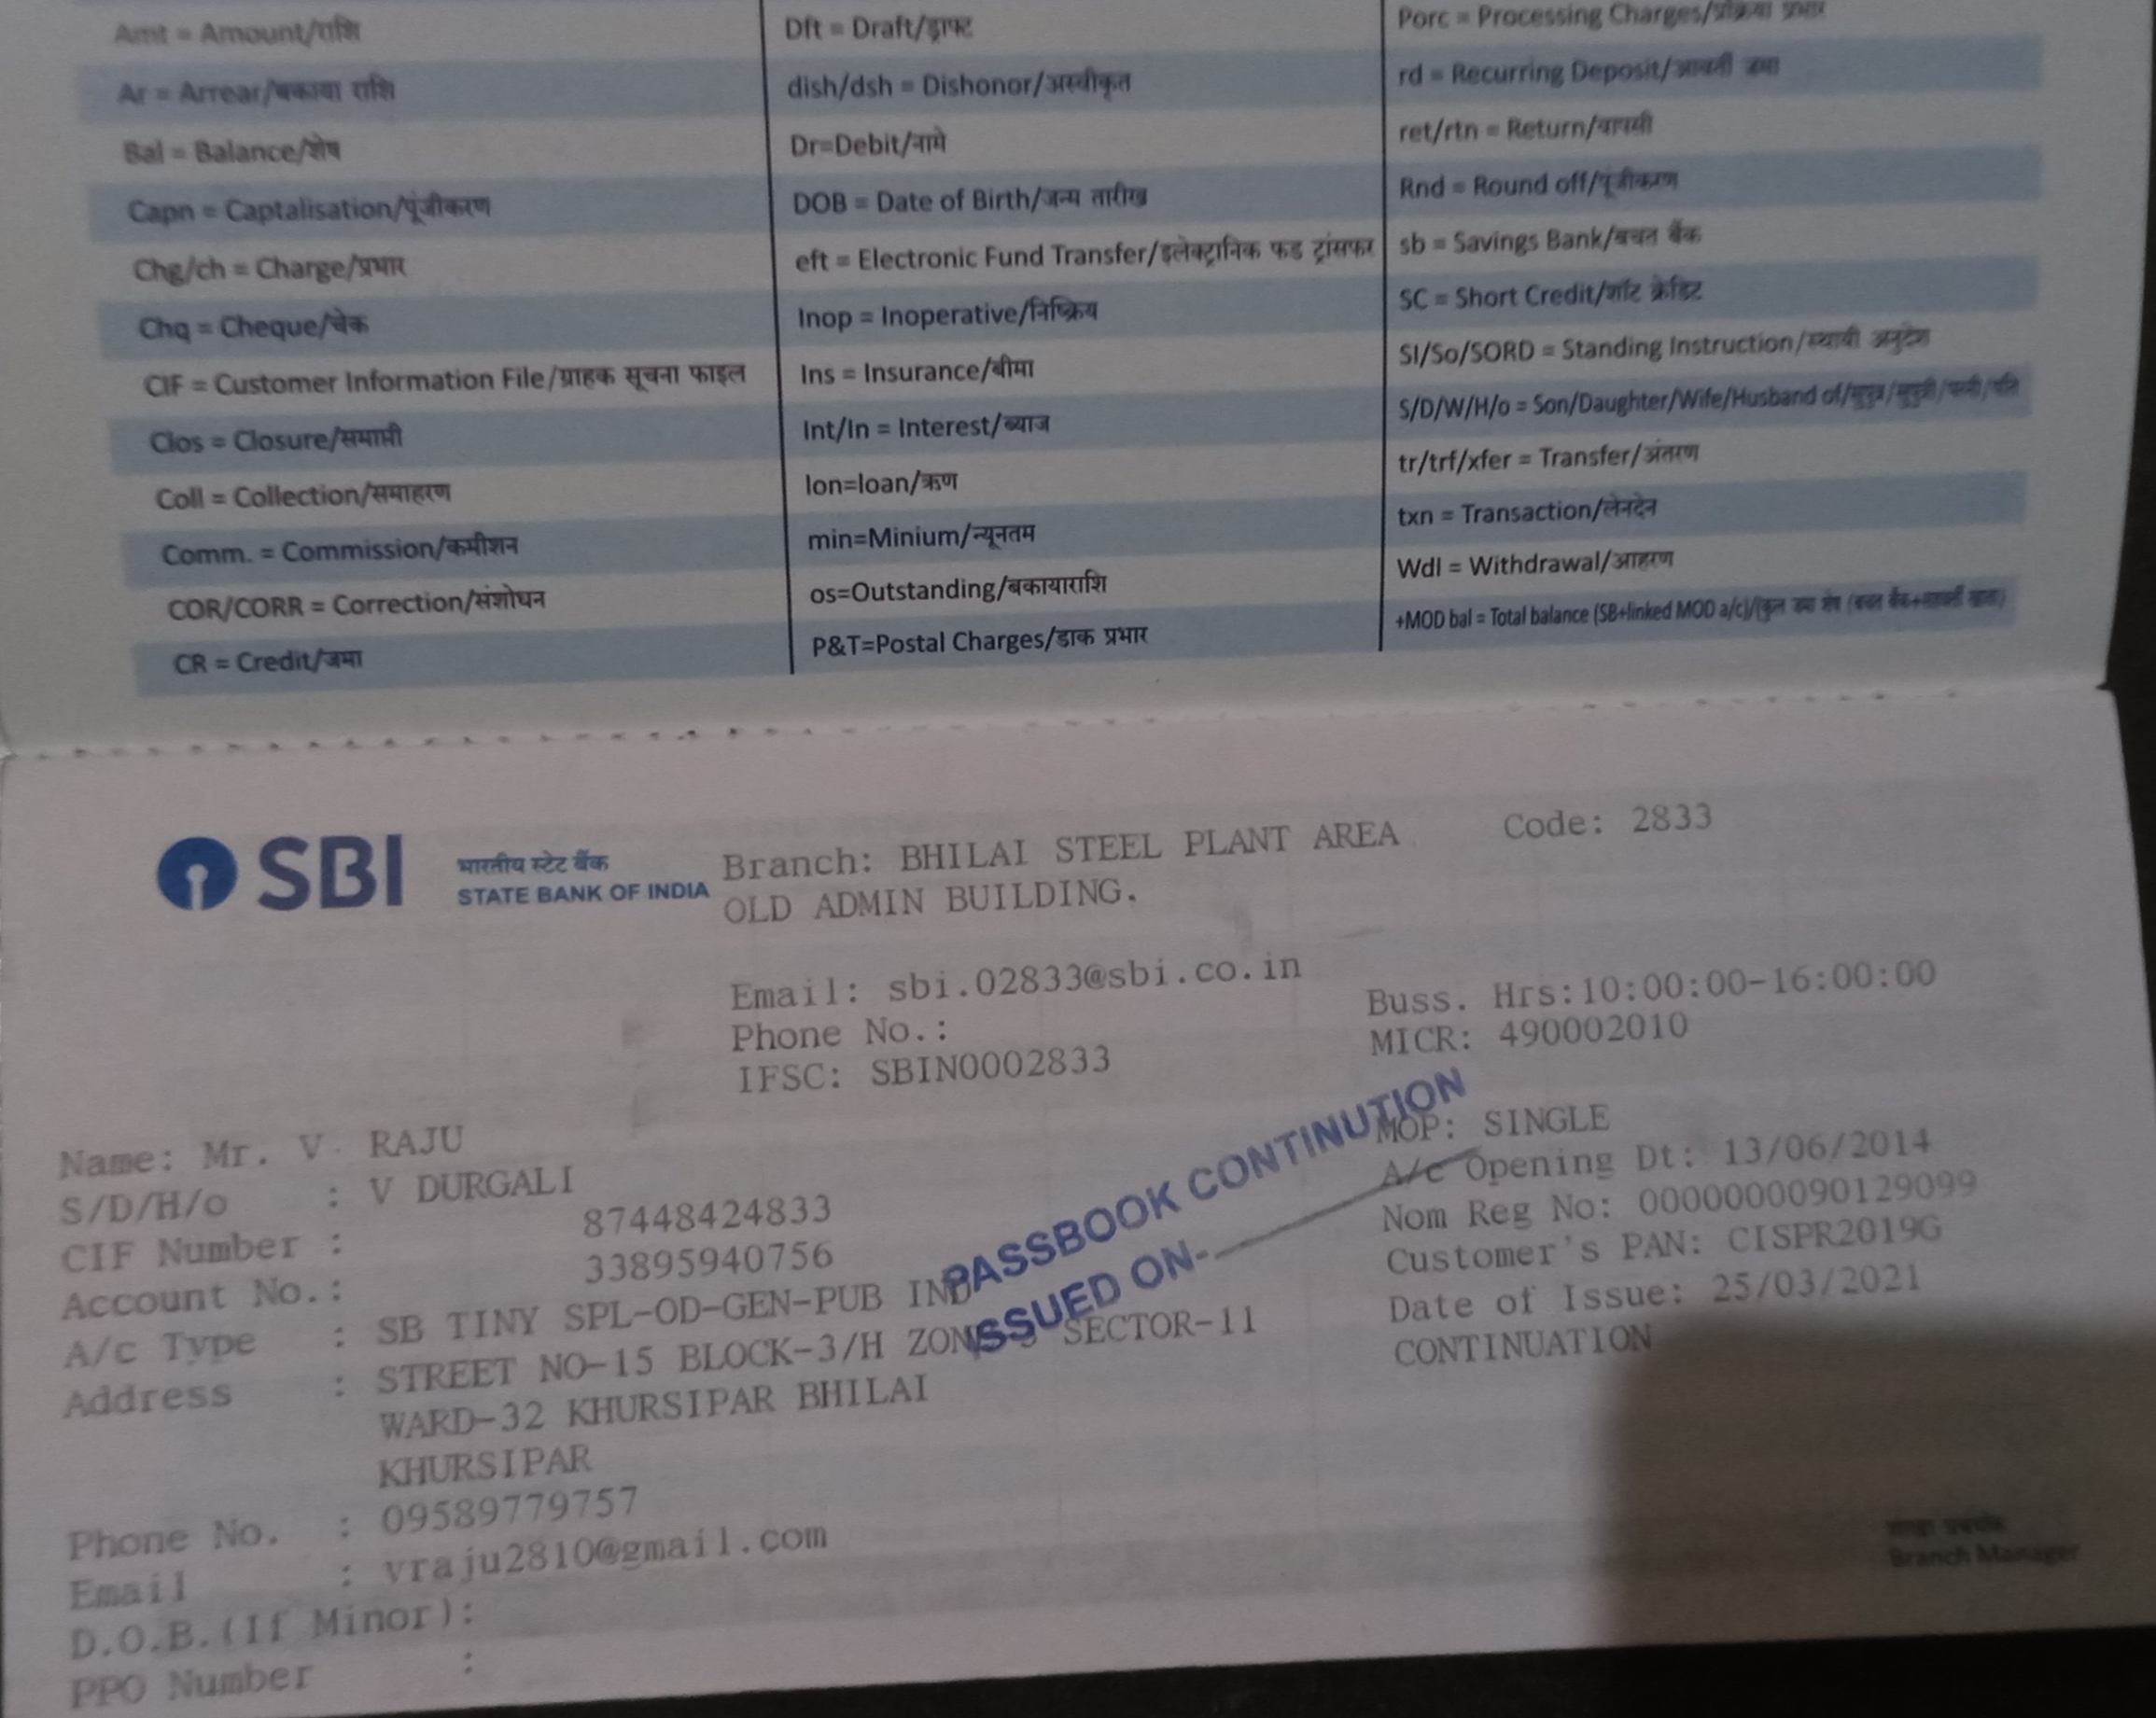 Amt = Amount/राशि
Ar = Arrear/बकाया राशि
Bal = Balance/शेष
Capn = Captalisation/पूंजीकरण
Chg/ch = Charge/प्रभार
Chq = Cheque/चेक
CIF = Customer Information File/ग्राहक सूचना फाइल
Clos = Closure/समाप्ती
Coll = Collection/समाहरण
Comm. = Commission/कमीशन
COR/CORR = Correction/संशोधन
CR = Credit/जमा
Dft = Draft/ड्राफ्ट
dish/dsh = Dishonor/अस्वीकृत
Dr=Debit/नामे
DOB = Date of Birth/जन्म तारीख
eft = Electronic Fund Transfer/इलेक्ट्रानिक फड ट्रांसफर
Inop = Inoperative/निष्क्रिय
Ins = Insurance/बीमा
Int/In = Interest/ब्याज
lon=loan/ऋण
min=Minium/न्यूनतम
os=Outstanding/बकायाराशि
P&T=Postal Charges/डाक प्रभार
Porc = Processing Charges/प्रक्रिया प्रभार
rd = Recurring Deposit/आवर्ती जमा
ret/rtn = Return/वापसी
Rnd = Round off/पूंजीकरण
sb = Savings Bank/बचत बैंक
SC = Short Credit/शॉट क्रेडिट
SI/So/SORD = Standing Instruction/स्थायी अनुदेश
S/D/W/H/o = Son/Daughter/Wife/Husband of/सुपुत्र/सुपुत्री/पत्नी/पति
tr/trf/xfer = Transfer/अंतरण
txn = Transaction/लेनदेन
Wdl = Withdrawal/आहरण
+MOD bal = Total balance (SB+linked MOD a/c)/(कुल जमा शेष (बचत बैंक+
SBI भारतीय स्टेट बैंक
STATE BANK OF INDIA
Branch: BHILAI STEEL PLANT AREA Code: 2833
OLD ADMIN BUILDING.
Email: sbi.02833@sbi.co.in
Phone No.:
IFSC: SBIN0002833
Buss. Hrs:10:00:00-16:00:00
MICR: 490002010
Name: Mr. V RAJU
S/D/H/o : V DURGALI
CIF Number : 87448424833
Account No.: 33895940756
A/c Type : SB TINY SPL-OD-GEN-PUB IND
Address : STREET NO-15 BLOCK-3/H SECTOR-11
WARD-32 KHURSIPAR BHILAI
KHURSIPAR
Phone No. : 09589779757
Email : vraju2810@gmail.com
D.O.B.(If Minor):
PPO Number :
MOP: SINGLE
A/c Opening Dt: 13/06/2014
Nom Reg No: 0000000090129099
Customer's PAN: CISPR2019G
Date of Issue: 25/03/2021
CONTINUATION
PASSBOOK CONTINUTION
ISSUED ON-
शाखा प्रबंधक
Branch Manager